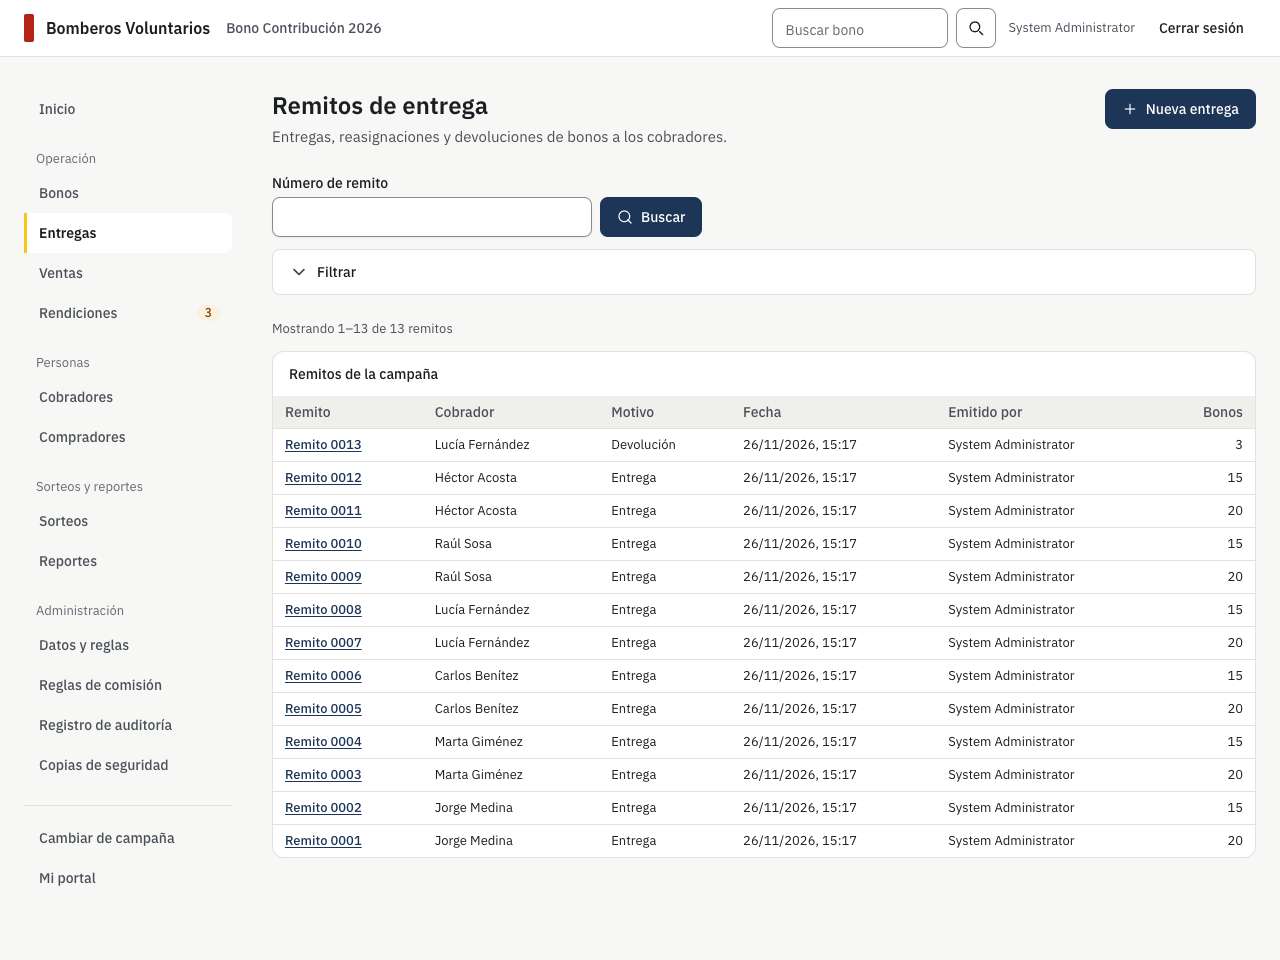 Bomberos Voluntarios Bono Contribución 2026 Buscar bono System Administrator Cerrar sesión
Inicio
Operación
Bonos
Entregas
Ventas
Rendiciones 3
Personas
Cobradores
Compradores
Sorteos y reportes
Sorteos
Reportes
Administración
Datos y reglas
Reglas de comisión
Registro de auditoría
Copias de seguridad
Cambiar de campaña
Mi portal
Remitos de entrega
Entregas, reasignaciones y devoluciones de bonos a los cobradores.
Nueva entrega
Número de remito
Buscar
Filtrar
Mostrando 1–13 de 13 remitos
Remitos de la campaña
Remito Cobrador Motivo Fecha Emitido por Bonos
Remito 0013 Lucía Fernández Devolución 26/11/2026, 15:17 System Administrator 3
Remito 0012 Héctor Acosta Entrega 26/11/2026, 15:17 System Administrator 15
Remito 0011 Héctor Acosta Entrega 26/11/2026, 15:17 System Administrator 20
Remito 0010 Raúl Sosa Entrega 26/11/2026, 15:17 System Administrator 15
Remito 0009 Raúl Sosa Entrega 26/11/2026, 15:17 System Administrator 20
Remito 0008 Lucía Fernández Entrega 26/11/2026, 15:17 System Administrator 15
Remito 0007 Lucía Fernández Entrega 26/11/2026, 15:17 System Administrator 20
Remito 0006 Carlos Benítez Entrega 26/11/2026, 15:17 System Administrator 15
Remito 0005 Carlos Benítez Entrega 26/11/2026, 15:17 System Administrator 20
Remito 0004 Marta Giménez Entrega 26/11/2026, 15:17 System Administrator 15
Remito 0003 Marta Giménez Entrega 26/11/2026, 15:17 System Administrator 20
Remito 0002 Jorge Medina Entrega 26/11/2026, 15:17 System Administrator 15
Remito 0001 Jorge Medina Entrega 26/11/2026, 15:17 System Administrator 20